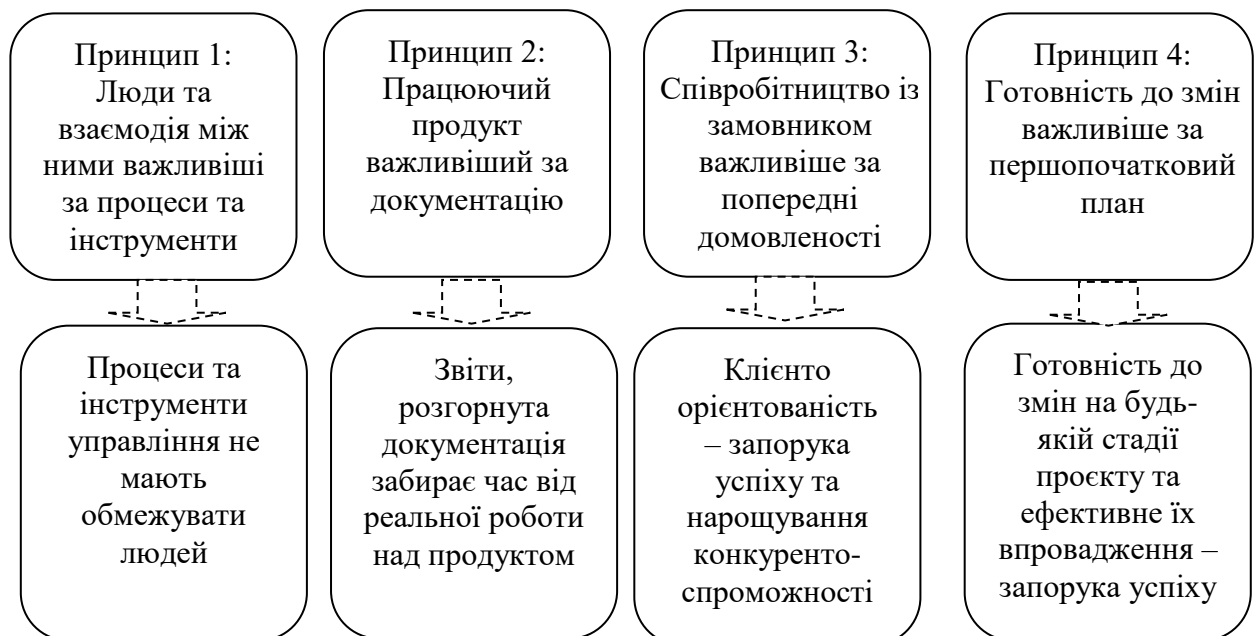 Принцип 1:
Люди та
взаємодія між
ними важливіші
за процеси та
інструменти
Принцип 2:
Працюючий
продукт
важливіший за
документацію
Принцип 3:
Співробітництво із
замовником
важливіше за
попередні
домовленості
Принцип 4:
Готовність до змін
важливіше за
першопочатковий
план
Процеси та
інструменти
управління не
мають
обмежувати
людей
Звіти,
розгорнута
документація
забирає час від
реальної роботи
над продуктом
Клієнто
орієнтованість
– запорука
успіху та
нарощування
конкуренто-
спроможності
Готовність до
змін на будь-
якій стадії
проєкту та
ефективне їх
впровадження –
запорука успіху